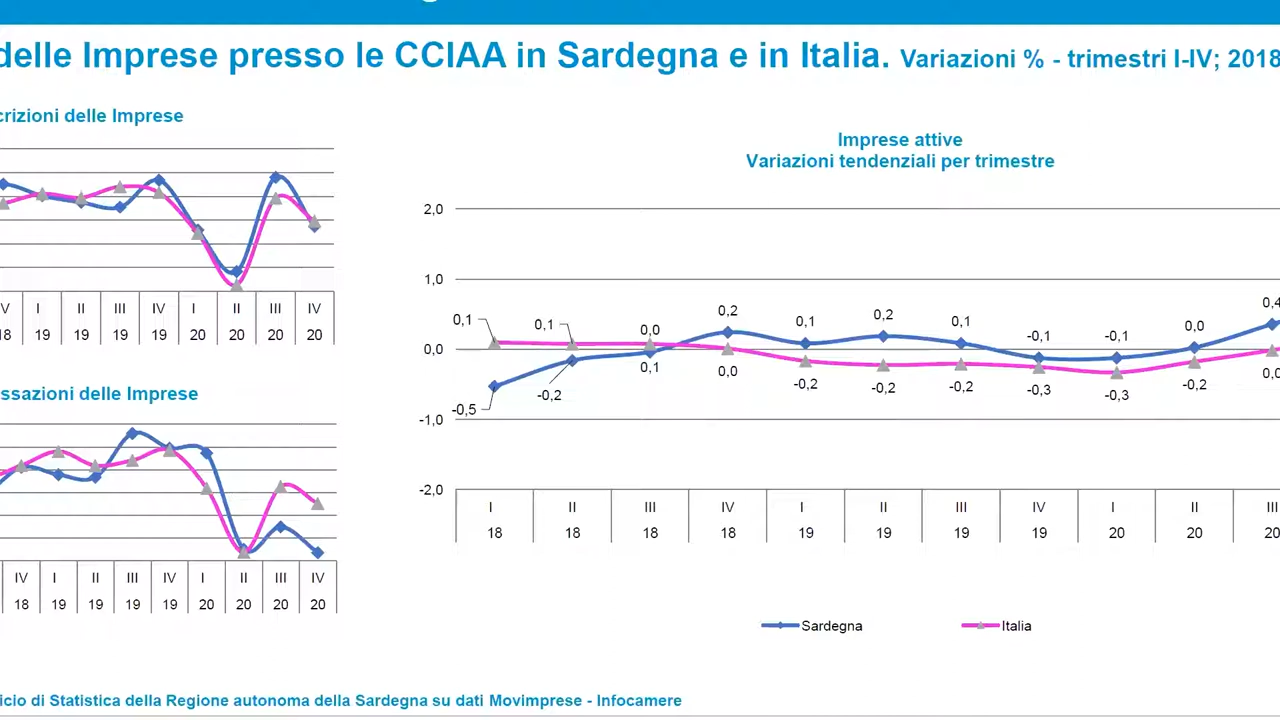 delle Imprese presso le CCIAA in Sardegna e in Italia. Variazioni % - trimestri I-IV; 2018
crizioni delle Imprese
V I II III IV I II III IV
18 19 19 19 19 20 20 20 20
ssazioni delle Imprese
IV I II III IV I II III IV
18 19 19 19 19 20 20 20 20
Imprese attive
Variazioni tendenziali per trimestre
2,0
1,0
0,0
-1,0
-2,0
0,1 0,1 0,0 0,2 0,1 0,2 0,1 -0,1 -0,1 0,0 0,4
-0,5 -0,2 0,1 0,0 -0,2 -0,2 -0,2 -0,3 -0,3 -0,2 0,0
I II III IV I II III IV I II III
18 18 18 18 19 19 19 19 20 20 20
Sardegna Italia
icio di Statistica della Regione autonoma della Sardegna su dati Movimprese - Infocamere